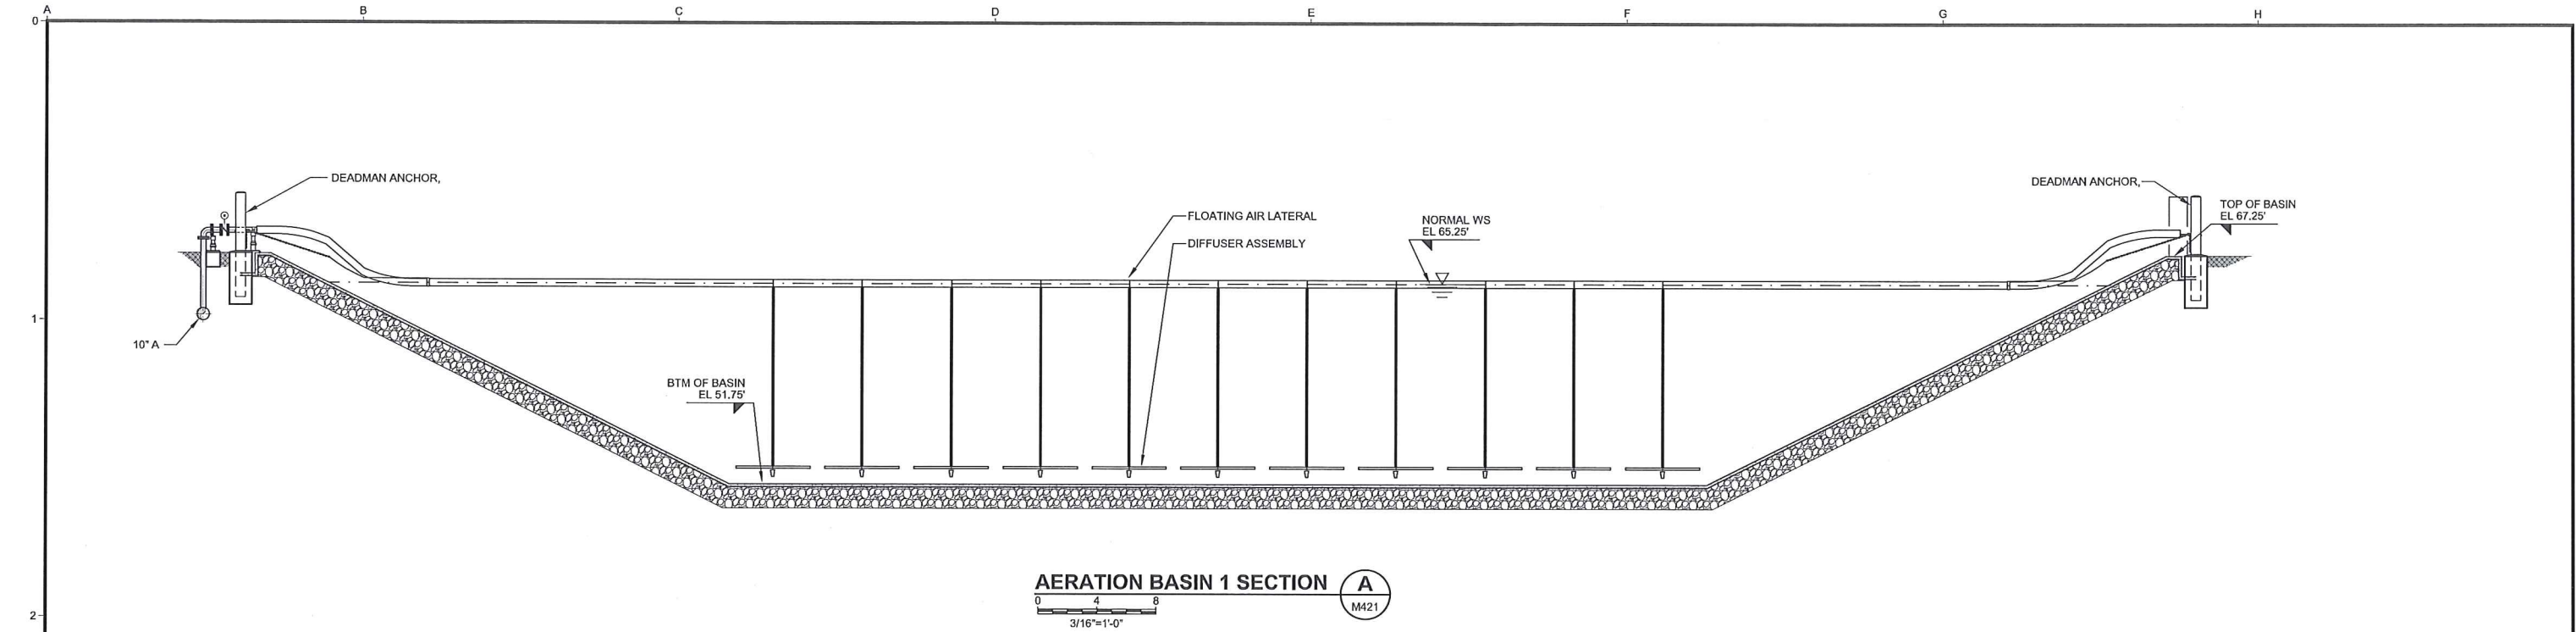 A B C D E F G H
0
DEADMAN ANCHOR,
DEADMAN ANCHOR,
TOP OF BASIN
EL 67.25'
FLOATING AIR LATERAL
NORMAL WS
EL 65.25'
DIFFUSER ASSEMBLY
1
10" A
BTM OF BASIN
EL 51.75'
AERATION BASIN 1 SECTION
A
M421
0 4 8
3/16"=1'-0"
2